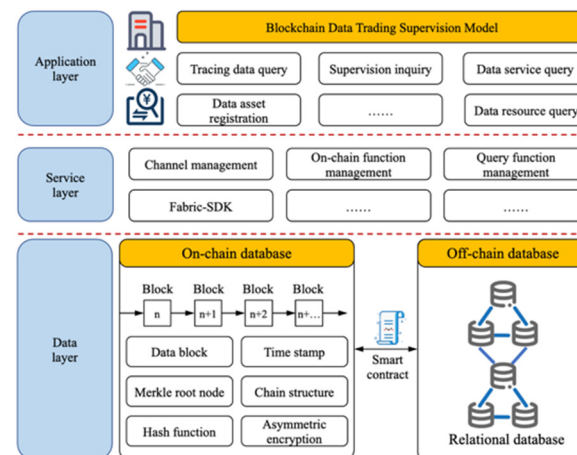 Blockchain Data Trading Supervision Model
Application
layer
Tracing data query
Supervision inquiry
Data service query
Data asset
registration
......
Data resource query
Service
layer
Channel management
On-chain function
management
Query function
management
Fabric-SDK
......
......
Data
layer
On-chain database
Block
Block
Block
Block
n
n+1
n+2
n+...
Data block
Time stamp
Merkle root node
Chain structure
Hash function
Asymmetric
encryption
Smart
contract
Off-chain database
Relational database